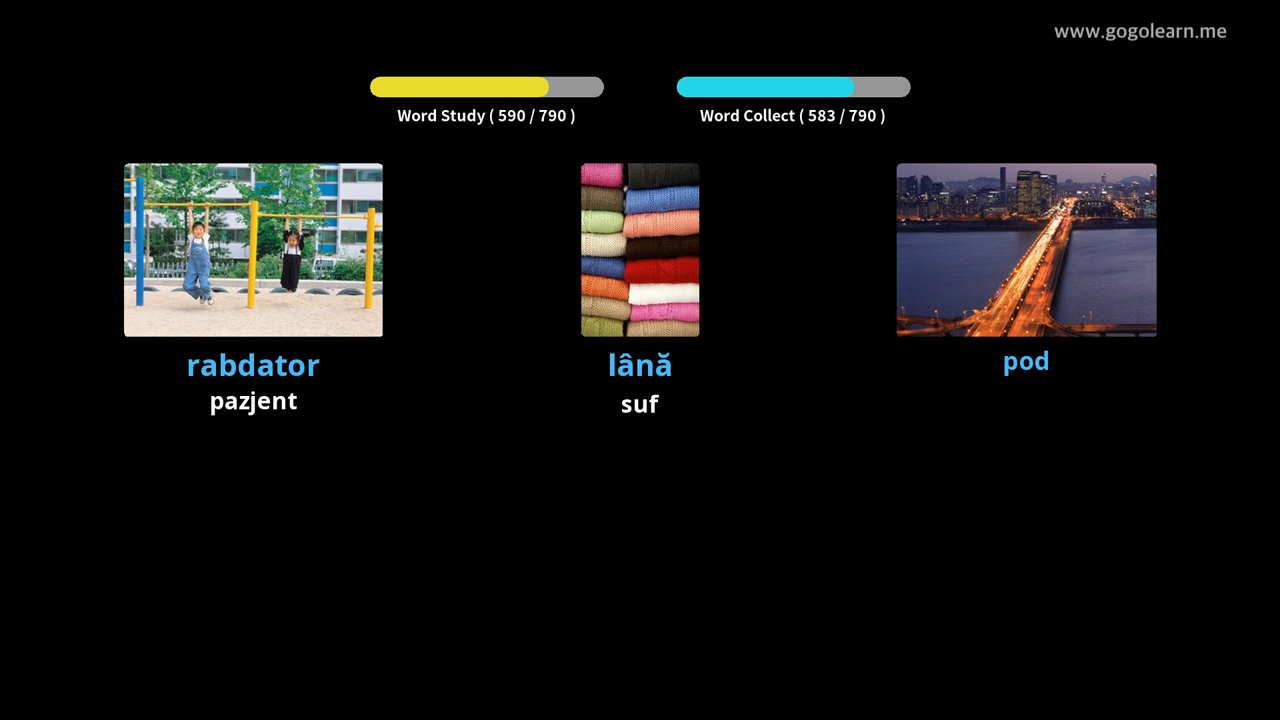 www.gogolearn.me
Word Study ( 590 / 790 )
Word Collect ( 583 / 790 )
rabdator
pazjent
lână
suf
pod